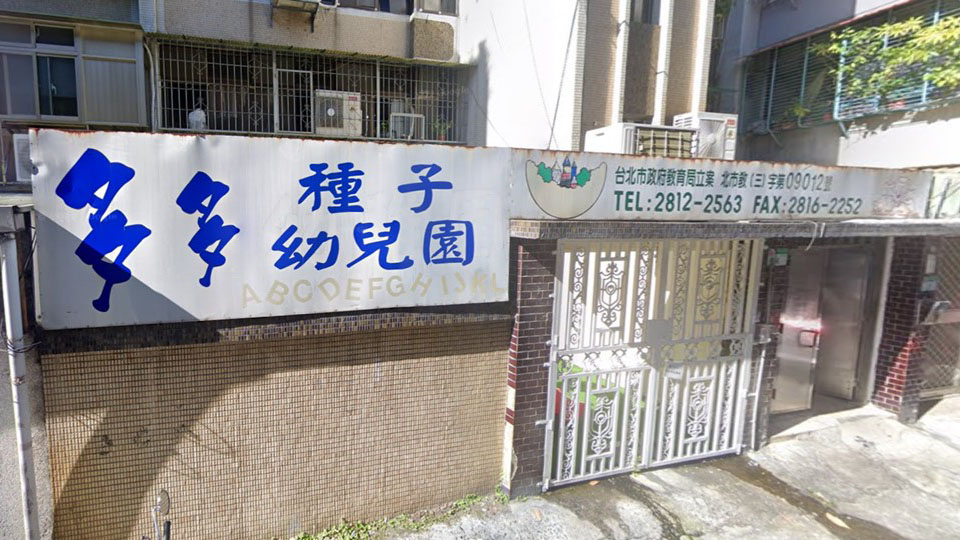 多多
種子
幼兒園
ABCDEFGHIJKL
台北市政府教育局立案 北市教(三)字第09012號
TEL:2812-2563 FAX:2816-2252